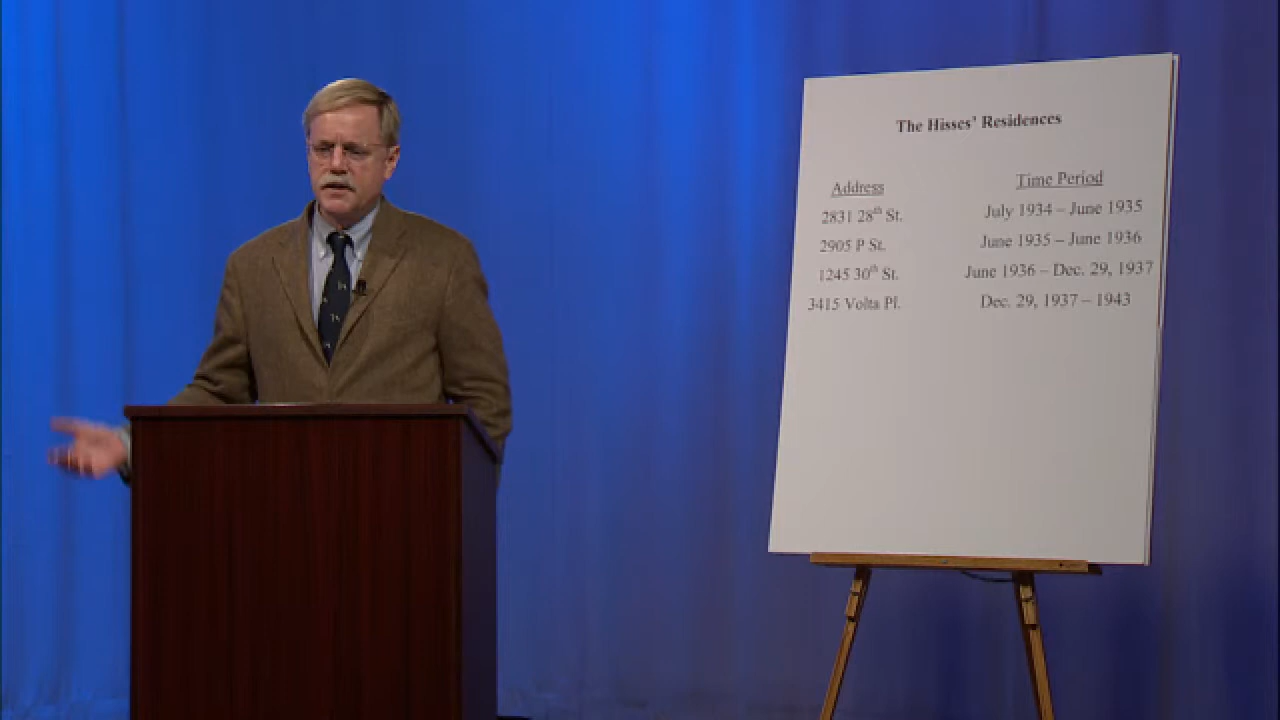 The Hisses' Residences
Address Time Period
2831 28th St. July 1934 – June 1935
2905 P St. June 1935 – June 1936
1245 30th St. June 1936 – Dec. 29, 1937
3415 Volta Pl. Dec. 29, 1937 – 1943